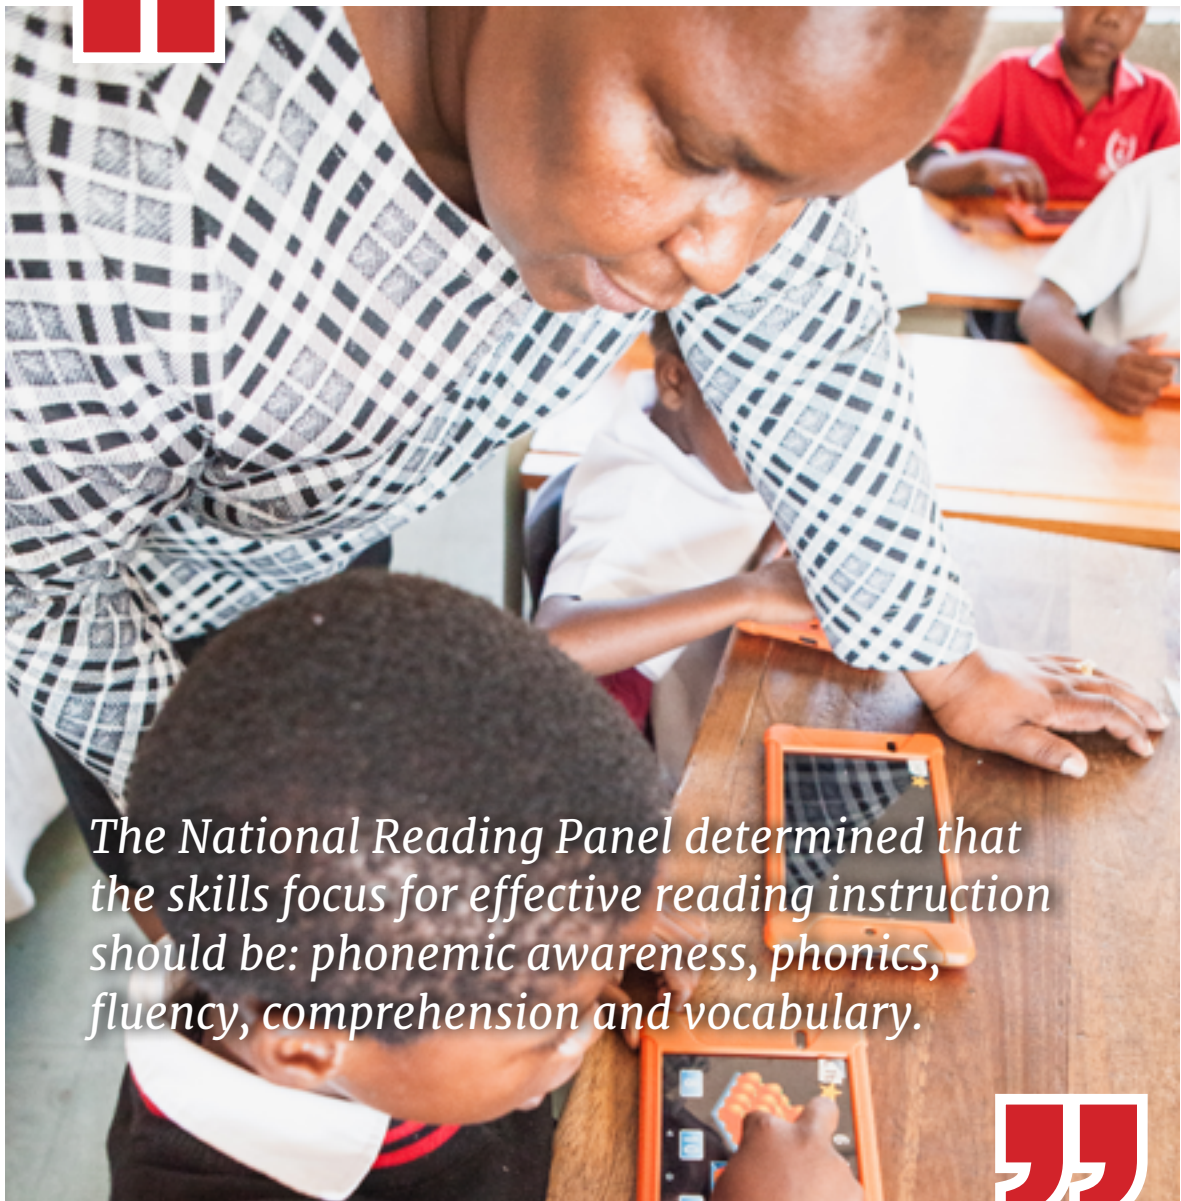 The National Reading Panel determined that
the skills focus for effective reading instruction
should be: phonemic awareness, phonics,
fluency, comprehension and vocabulary.